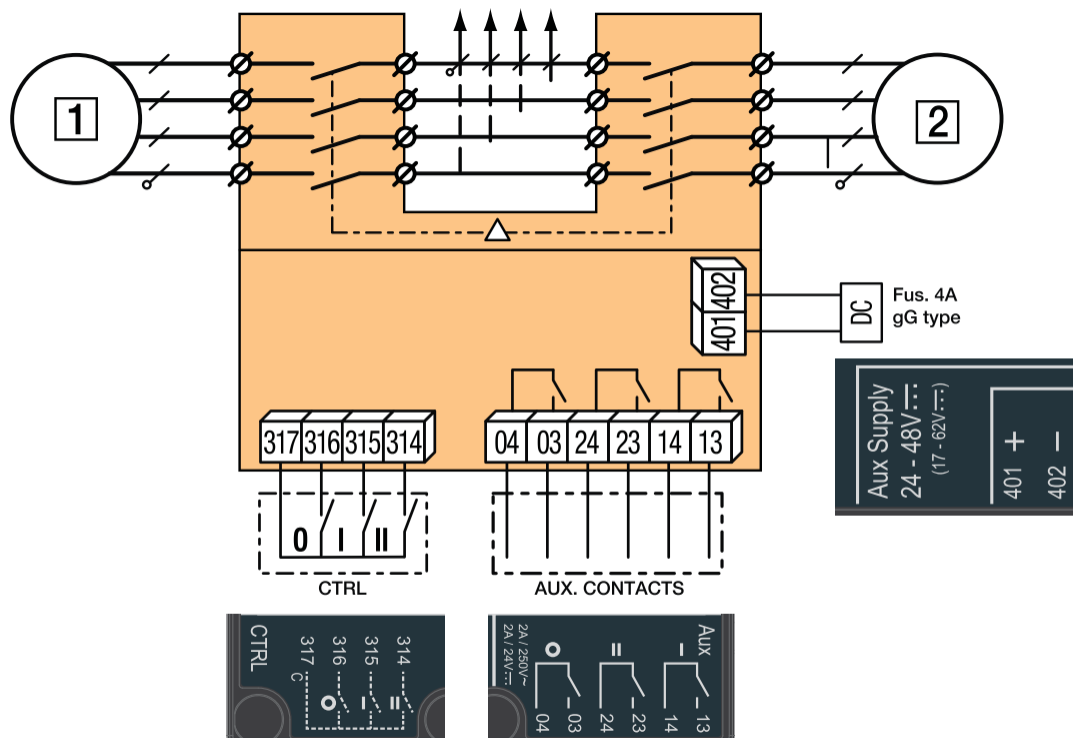 1
2
402
401
DC
Fus. 4A
gG type
317 316 315 314
04 03 24 23 14 13
0 I II
CTRL
AUX. CONTACTS
Aux Supply
24 - 48V⎓
(17 - 62V⎓)
401 +
402 −
CTRL
317 C
316 O
315 I
314 II
Aux
13 14 I
23 24 II
03 04 O
2A / 250V~
2A / 24V⎓